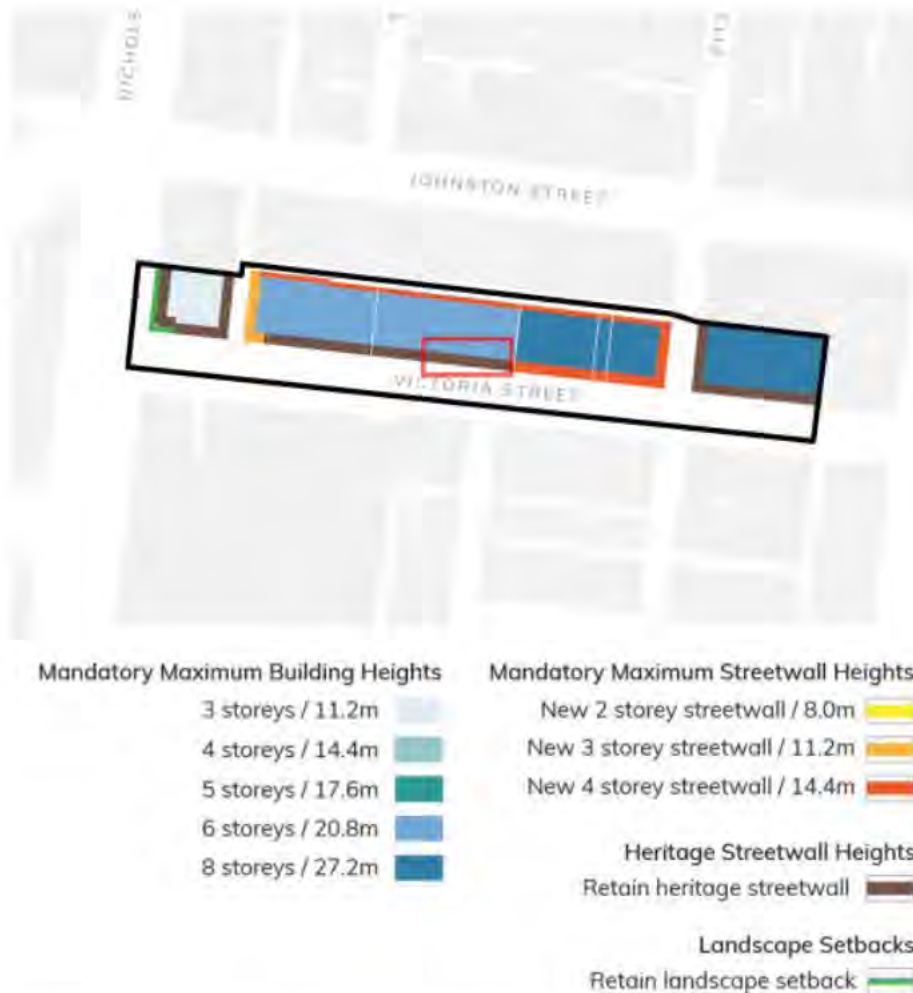 NICHOLS
JOHNSTON STREET
VICTORIA STREET
Mandatory Maximum Building Heights
3 storeys / 11.2m
4 storeys / 14.4m
5 storeys / 17.6m
6 storeys / 20.8m
8 storeys / 27.2m
Mandatory Maximum Streetwall Heights
New 2 storey streetwall / 8.0m
New 3 storey streetwall / 11.2m
New 4 storey streetwall / 14.4m
Heritage Streetwall Heights
Retain heritage streetwall
Landscape Setbacks
Retain landscape setback